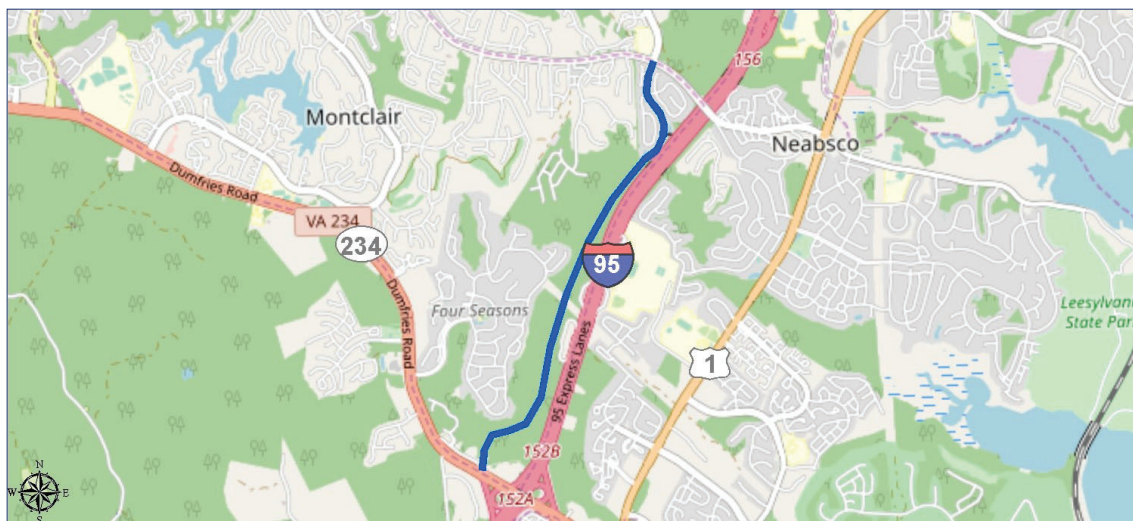 156
Montclair
Neabsco
Dumfries Road
VA 234
234
95
Dumfries Road
Four Seasons
Leesylvan
State Par
95 Express Lanes
1
152B
152A
N
W
E
S